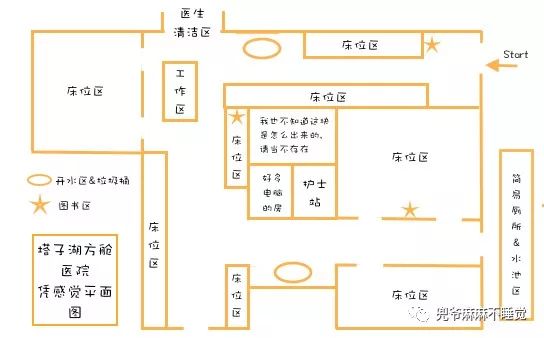 医生
清洁区
床位区
Start
床位区
工
作
区
床位区
我也不知道这块
是怎么出来的,
请当不存在
床
位
区
床位区
好多
电脑
的房
护士
站
开水区&垃圾桶
图书区
床
位
区
简
易
厕
所
&
水
池
区
塔子湖方舱
医院
凭感觉平面
图
床
位
区
床位区
兜爷麻麻不睡觉